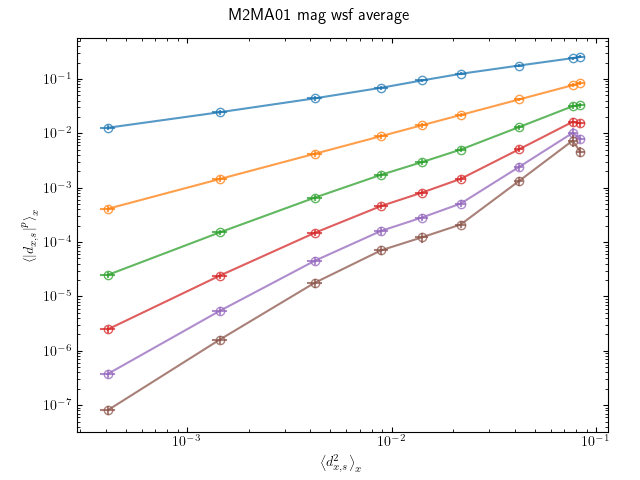 M2MA01 mag wsf average
10⁻¹
10⁻²
10⁻³
10⁻⁴
10⁻⁵
10⁻⁶
10⁻⁷
⟨|d_{x,s}|^p⟩_x
10⁻³ 10⁻² 10⁻¹
⟨d²_{x,s}⟩_x